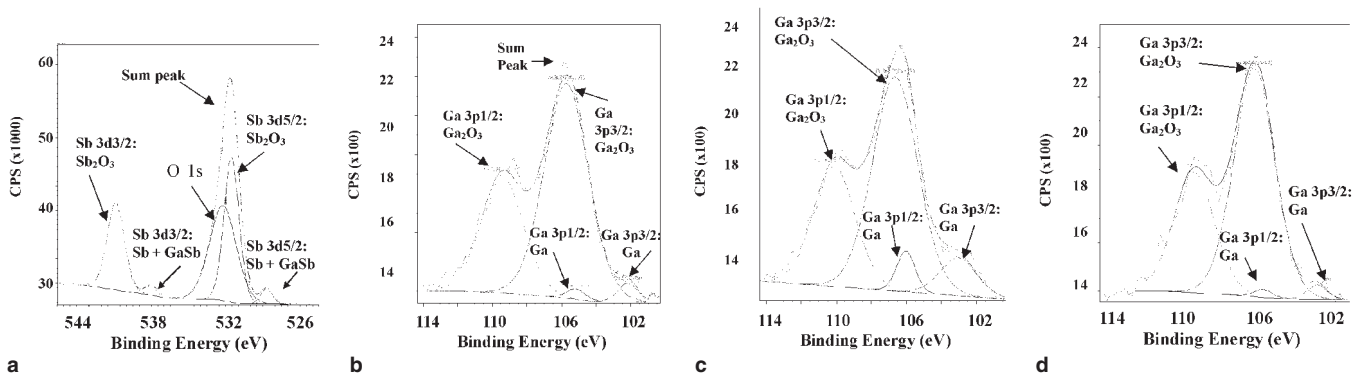 60
50
40
30
CPS (x1000)
Sum peak
Sb 3d5/2:
Sb₂O₃
Sb 3d3/2:
Sb₂O₃
O 1s
Sb 3d3/2:
Sb + GaSb
Sb 3d5/2:
Sb + GaSb
544
538
532
526
Binding Energy (eV)
a
24
22
20
18
16
14
CPS (x100)
Sum
Peak
Ga 3p1/2:
Ga₂O₃
Ga
3p3/2:
Ga₂O₃
Ga 3p1/2:
Ga
Ga 3p3/2:
Ga
114
110
106
102
Binding Energy (eV)
b
24
22
20
18
16
14
CPS (x100)
Ga 3p3/2:
Ga₂O₃
Ga 3p1/2:
Ga₂O₃
Ga 3p1/2:
Ga
Ga 3p3/2:
Ga
114
110
106
102
Binding Energy (eV)
c
24
22
20
18
16
14
CPS (x100)
Ga 3p3/2:
Ga₂O₃
Ga 3p1/2:
Ga₂O₃
Ga 3p3/2:
Ga
Ga 3p1/2:
Ga
114
110
106
102
Binding Energy (eV)
d